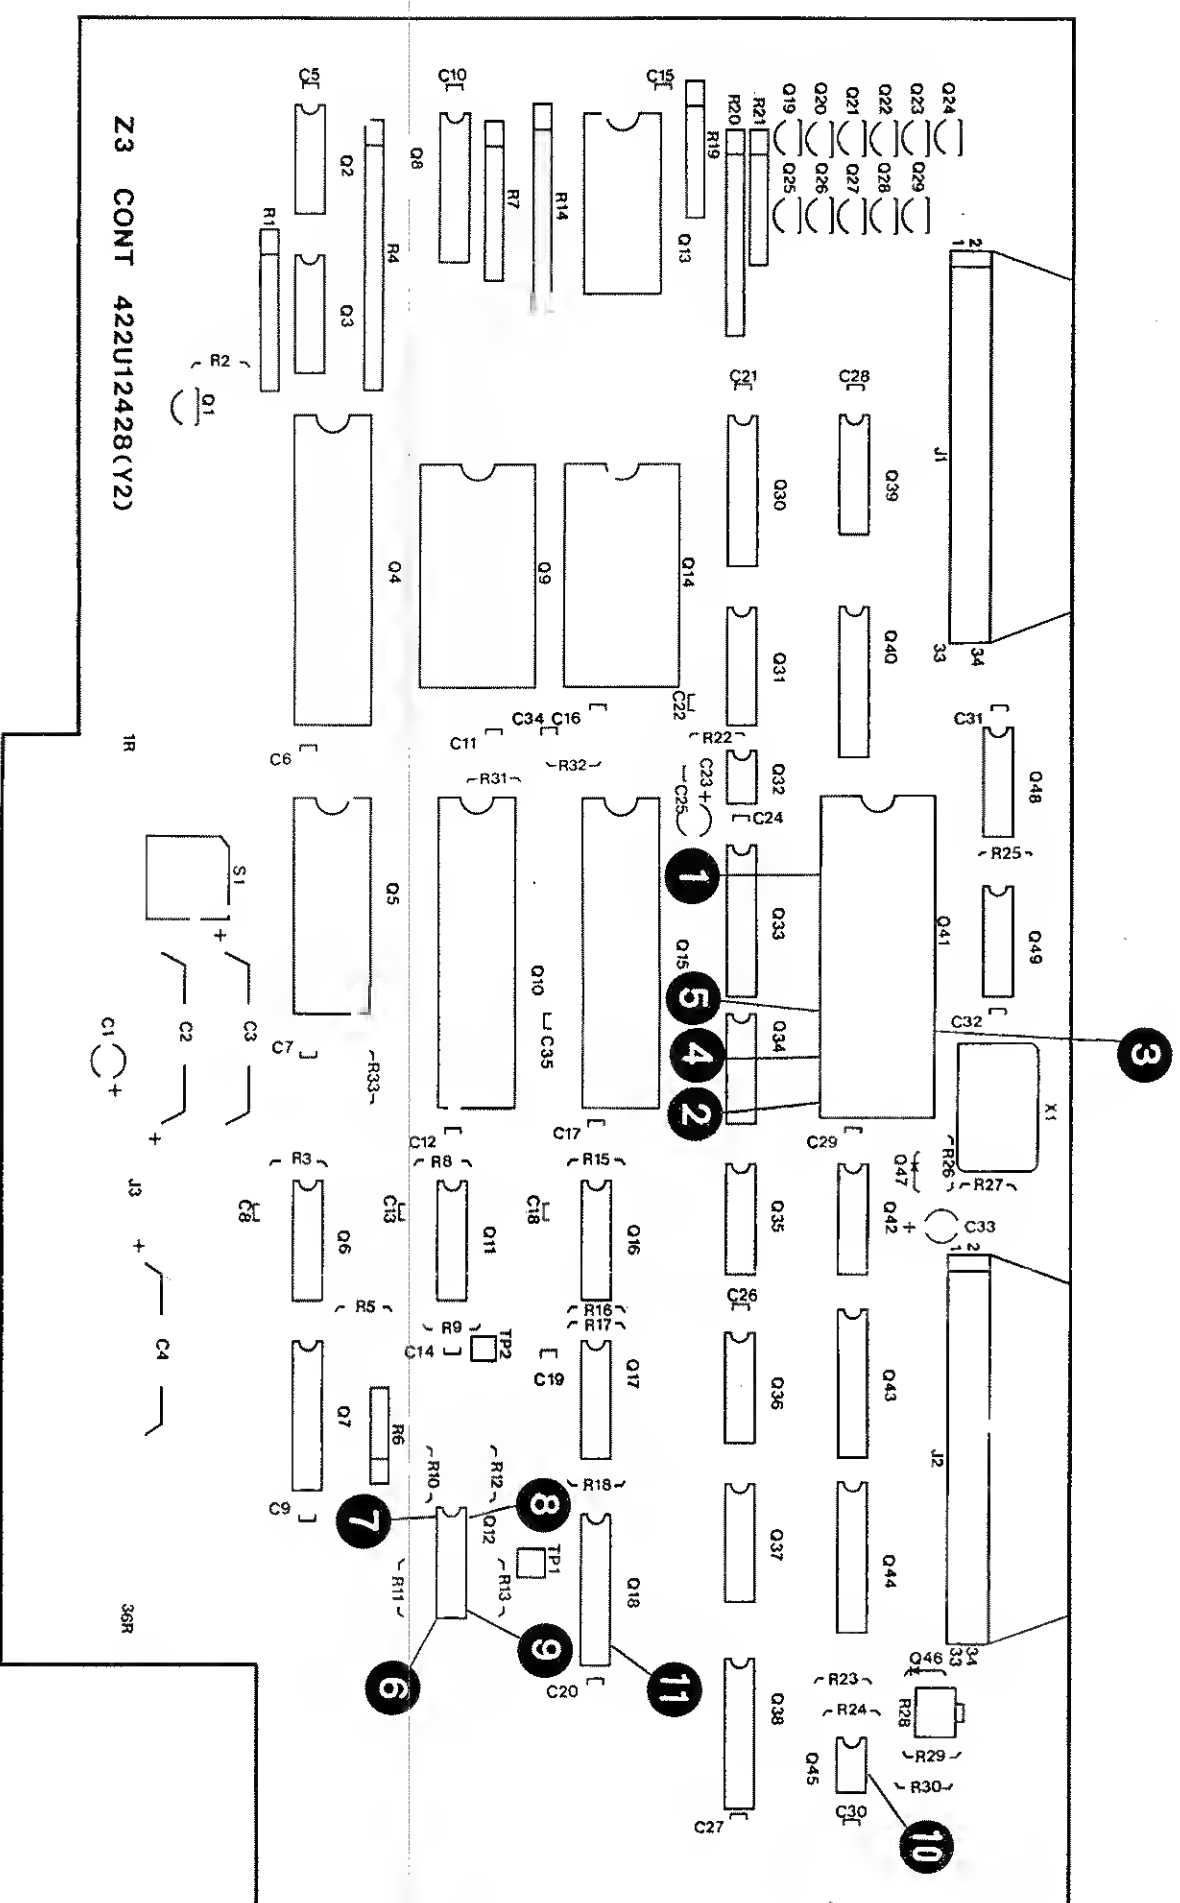 Z3 CONT 422U12428(Y2)
C5
C10
C15
Q24
Q23
Q22
Q21
Q20
Q19
R21
R20
R19
Q29
Q28
Q27
Q26
Q25
Q2
Q8
R7
R14
Q13
R1
R4
Q3
R2
Q1
1
2
J1
33
34
C21
C28
Q30
Q39
Q4
Q9
Q14
Q31
Q40
C22
R22
C34
C16
C11
R32
R31
C6
1R
C31
Q48
R25
Q49
C32
Q32
C23
+
C25
C24
Q33
Q41
Q15
Q34
S1
Q5
Q10
C35
1
5
4
2
3
X1
+
C3
C2
C1
+
+
C7
R33
C12
C17
C29
R26
R27
Q47
C33
+
J3
+
R3
R8
R15
C8
C13
C18
Q6
Q11
Q16
Q35
Q42
1
2
R5
R9
TP2
R16
R17
C14
C19
C26
C4
Q7
R6
Q17
Q36
Q43
J2
R10
R12
R18
C9
7
8
Q12
TP1
R11
R13
Q18
Q37
Q44
36R
6
9
11
C20
33
34
Q46
R23
R24
R28
R29
R30
Q38
Q45
C27
C30
10